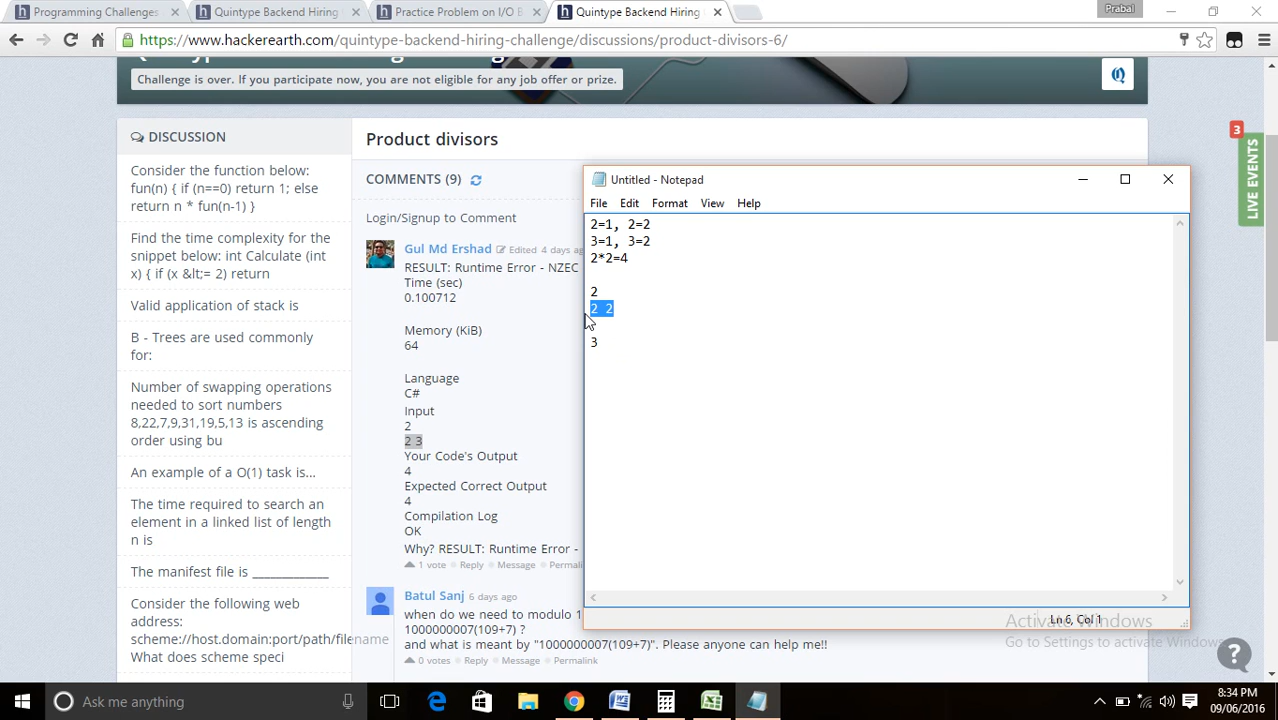 Programming Challenges
Quintype Backend Hiring
Practice Problem on I/O B
Quintype Backend Hiring
Prabal
https://www.hackerearth.com/quintype-backend-hiring-challenge/discussions/product-divisors-6/
Challenge is over. If you participate now, you are not eligible for any job offer or prize.
Q
3
LIVE EVENTS
DISCUSSION
Consider the function below:
fun(n) { if (n==0) return 1; else
return n * fun(n-1) }
Find the time complexity for the
snippet below: int Calculate (int
x) { if (x &lt;= 2) return
Valid application of stack is
B - Trees are used commonly
for:
Number of swapping operations
needed to sort numbers
8,22,7,9,31,19,5,13 is ascending
order using bu
An example of a O(1) task is...
The time required to search an
element in a linked list of length
n is
The manifest file is ______________
Consider the following web
address:
scheme://host.domain:port/path/filename
What does scheme speci
Product divisors
COMMENTS (9)
Login/Signup to Comment
Gul Md Ershad Edited 4 days ag
RESULT: Runtime Error - NZEC
Time (sec)
0.100712
Memory (KiB)
64
Language
C#
Input
2
2 3
Your Code's Output
4
Expected Correct Output
4
Compilation Log
OK
Why? RESULT: Runtime Error -
1 vote Reply Message Permali
Batul Sanj 6 days ago
when do we need to modulo 1
1000000007(109+7) ?
and what is meant by "1000000007(109+7)". Please anyone can help me!!
0 votes Reply Message Permalink
Untitled - Notepad
File Edit Format View Help
2=1, 2=2
3=1, 3=2
2*2=4
2
2 2
3
Ln 6, Col 1
Activate Windows
Go to Settings to activate Windows
?
Ask me anything
8:34 PM
09/06/2016